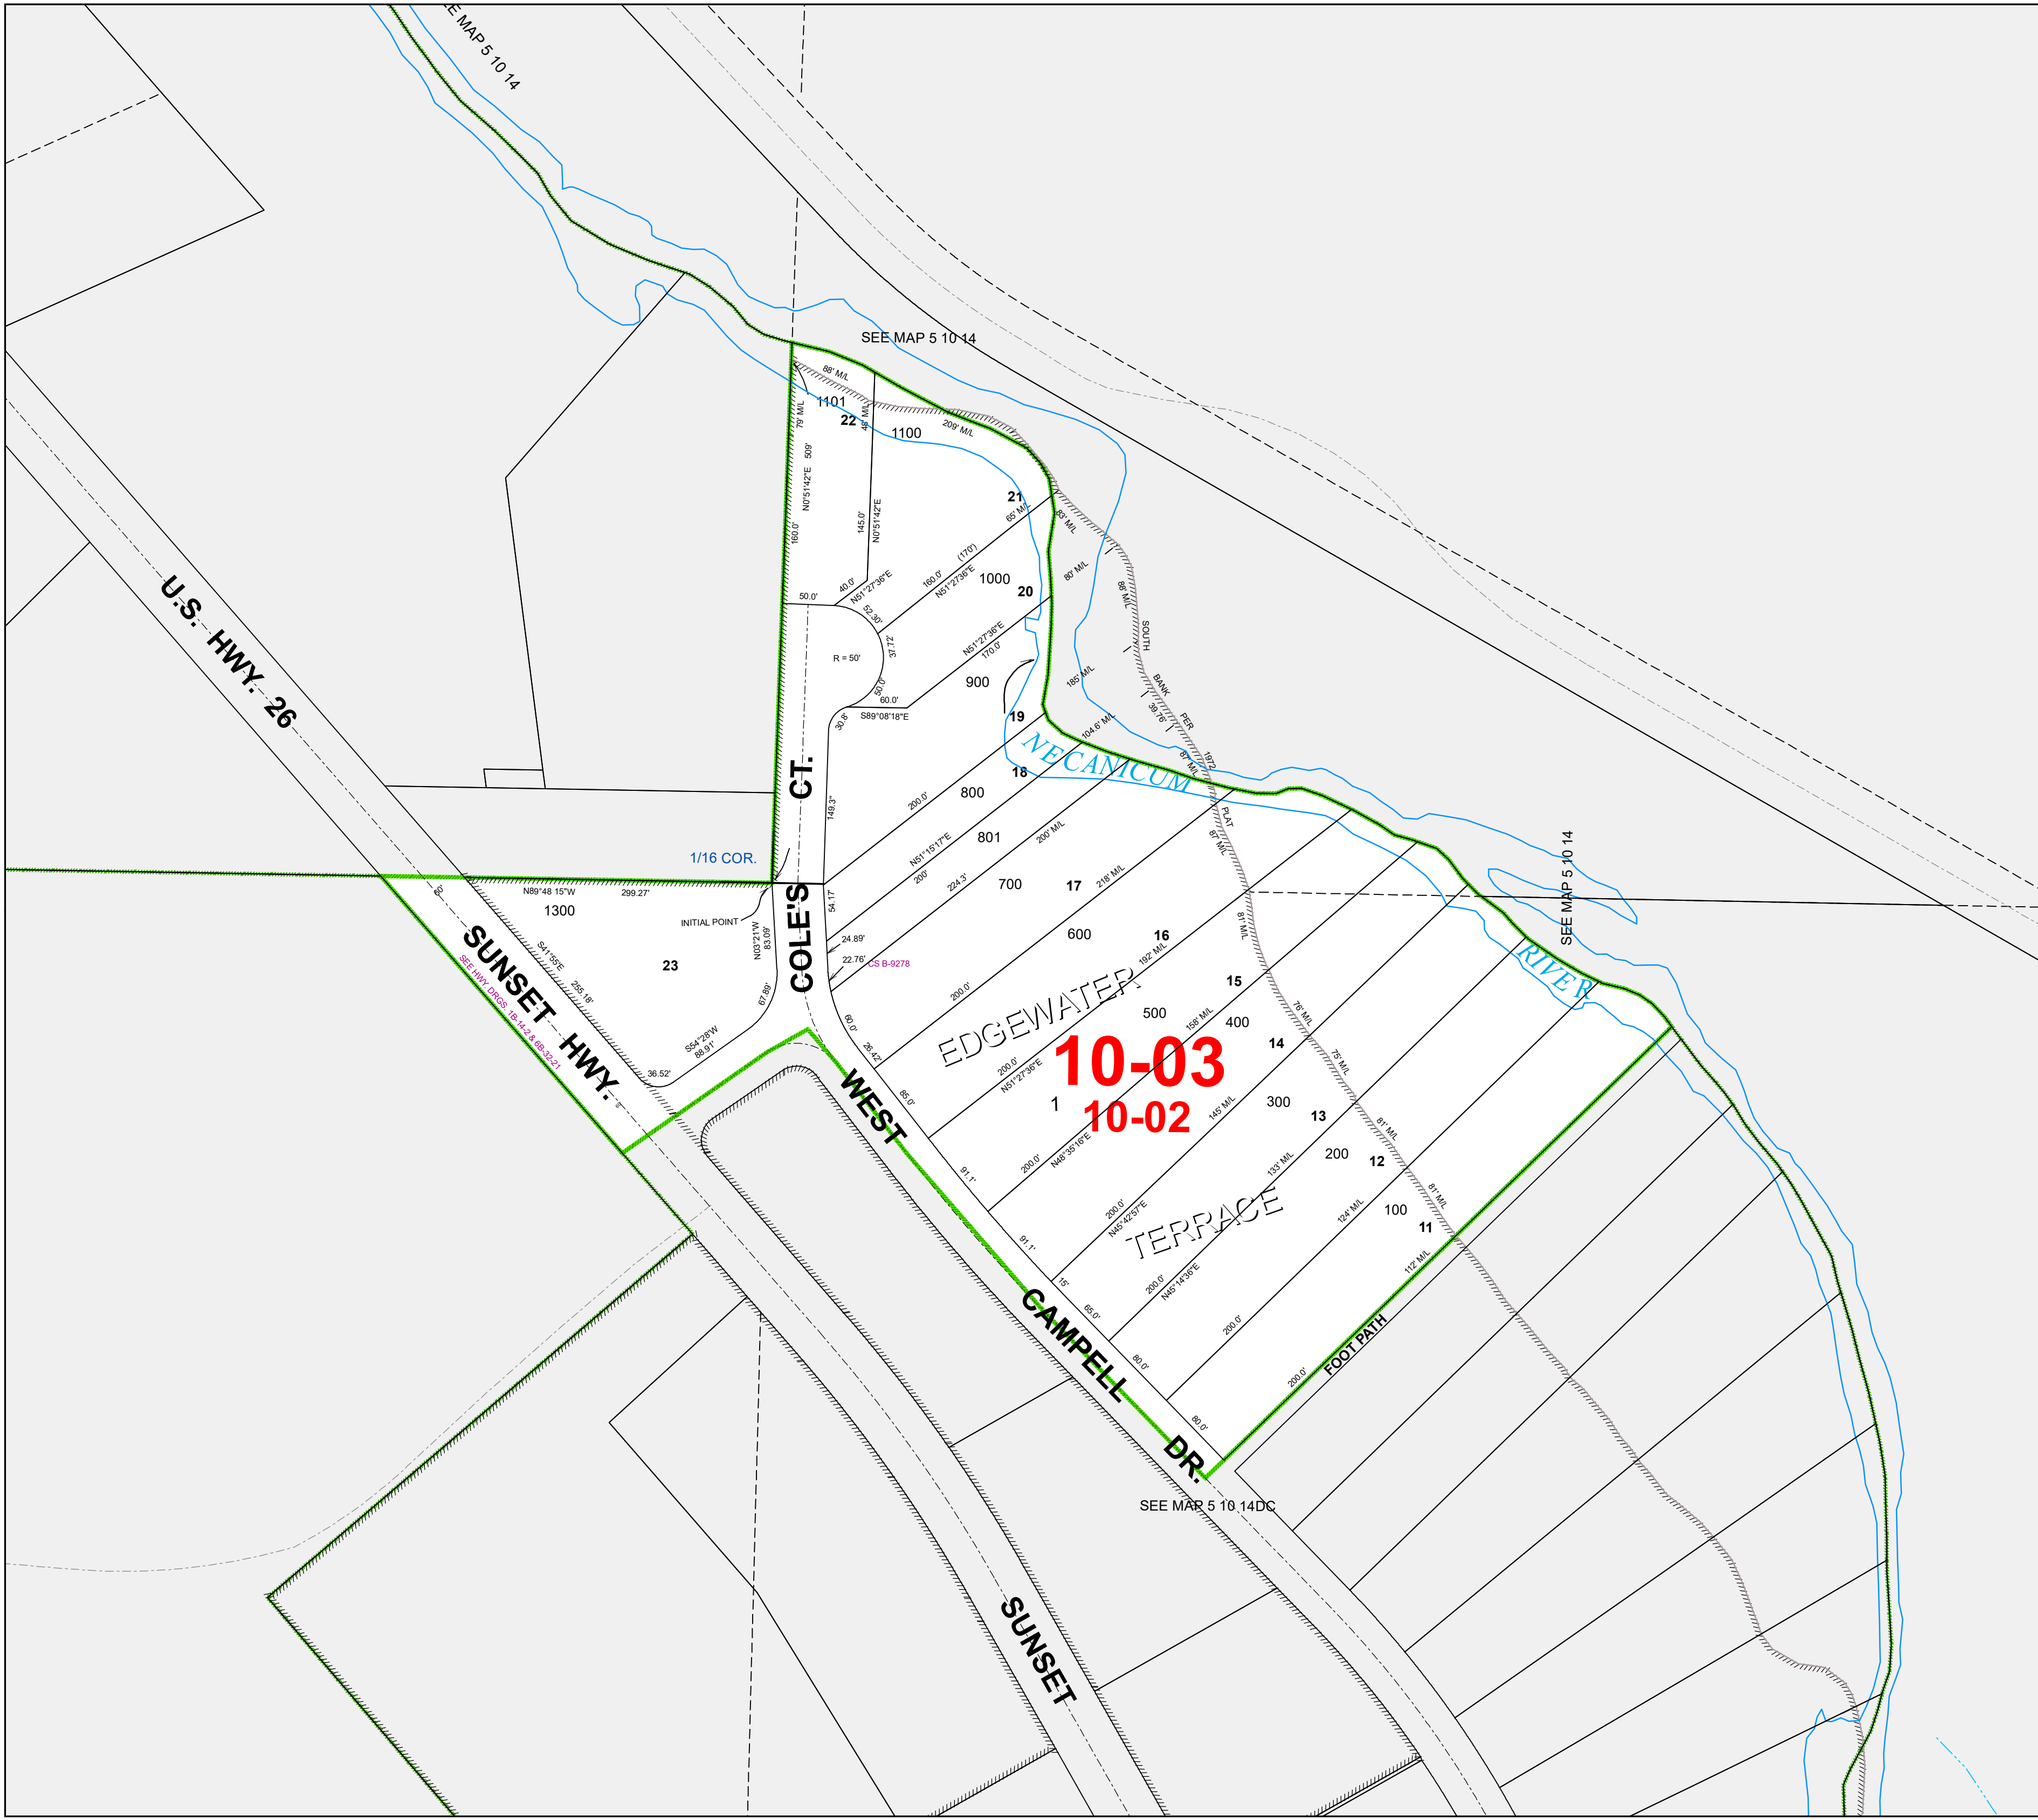 SEE MAP 5 10 14
SEE MAP 5 10 14
88' M/L
1101
22
79' M/L
48' M/L
1100
209' M/L
509'
N0°51'42"E
160.0'
145.0'
N0°51'42"E
21
65' M/L
83' M/L
(170')
160.0'
N51°27'36"E
1000
20
80' M/L
88' M/L
40.0'
N51°27'36"E
50.0'
52.30'
37.72'
R = 50'
50.0'
N51°27'36"E
170.0'
SOUTH
BANK
PER
1972
PLAT
900
185' M/L
39.76'
60.0'
S89°08'18"E
30.8'
19
104.6' M/L
87' M/L
NECANICUM
18
800
200.0'
149.3"
U.S. HWY. 26
CT.
COLE'S
801
N51°15'17"E
200'
200' M/L
87' M/L
1/16 COR.
60'
N89°48 15"W
299.27'
1300
INITIAL POINT
N03°21'W
83.09'
54.17'
224.3'
700
17
218' M/L
SEE MAP 5 10 14
81' M/L
24.89'
22.76'
CS B-9278
600
16
192' M/L
RIVER
SUNSET HWY.
S41°55'E
255.18'
23
67.89'
SEE HWY DRGS. 1B-14-2 & 6B-32-21
200.0'
EDGEWATER
15
500
158' M/L
400
76' M/L
14
60.0'
26.42'
S54°28'W
88.91'
36.52'
200.0'
N51°27'36"E
10-03
1
10-02
75' M/L
WEST
85.0'
145' M/L
300
13
81' M/L
N48°35'16"E
200.0'
91.1'
133' M/L
200
12
200.0'
N45°42'57"E
TERRACE
124' M/L
100
11
81' M/L
91.1'
15'
65.0'
200.0'
N45°14'36"E
112' M/L
CAMPELL
200.0'
80.0'
FOOT PATH
200.0'
80.0'
DR.
SEE MAP 5 10 14DC
SUNSET